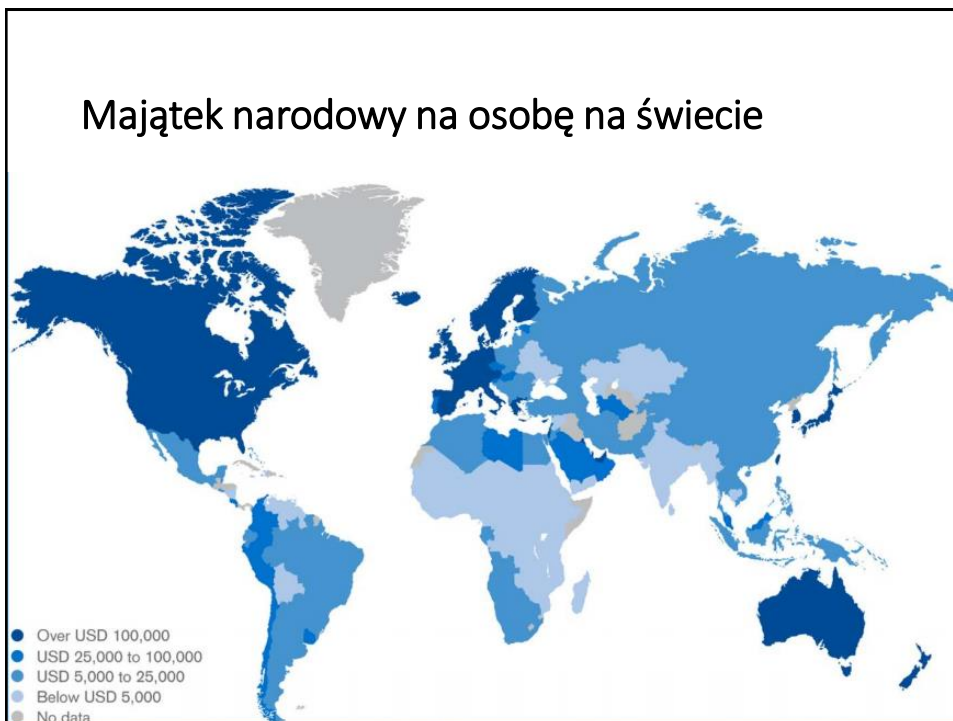 Majątek narodowy na osobę na świecie
Over USD 100,000
USD 25,000 to 100,000
USD 5,000 to 25,000
Below USD 5,000
No data